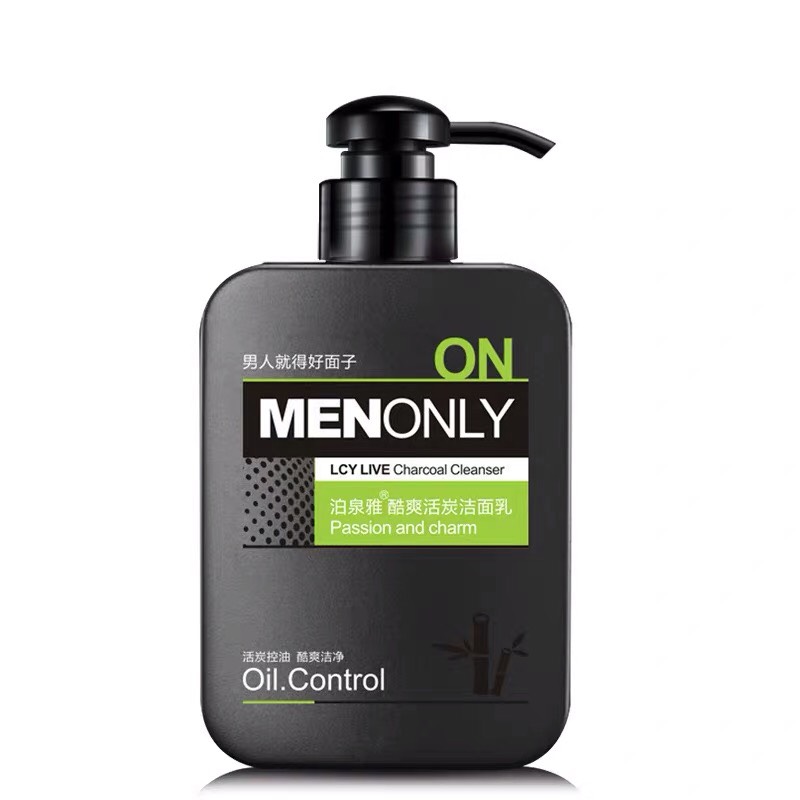 男人就得好面子
ON
MENONLY
LCY LIVE Charcoal Cleanser
泊泉雅® 酷爽活炭洁面乳
Passion and charm
活炭控油 酷爽洁净
Oil.Control